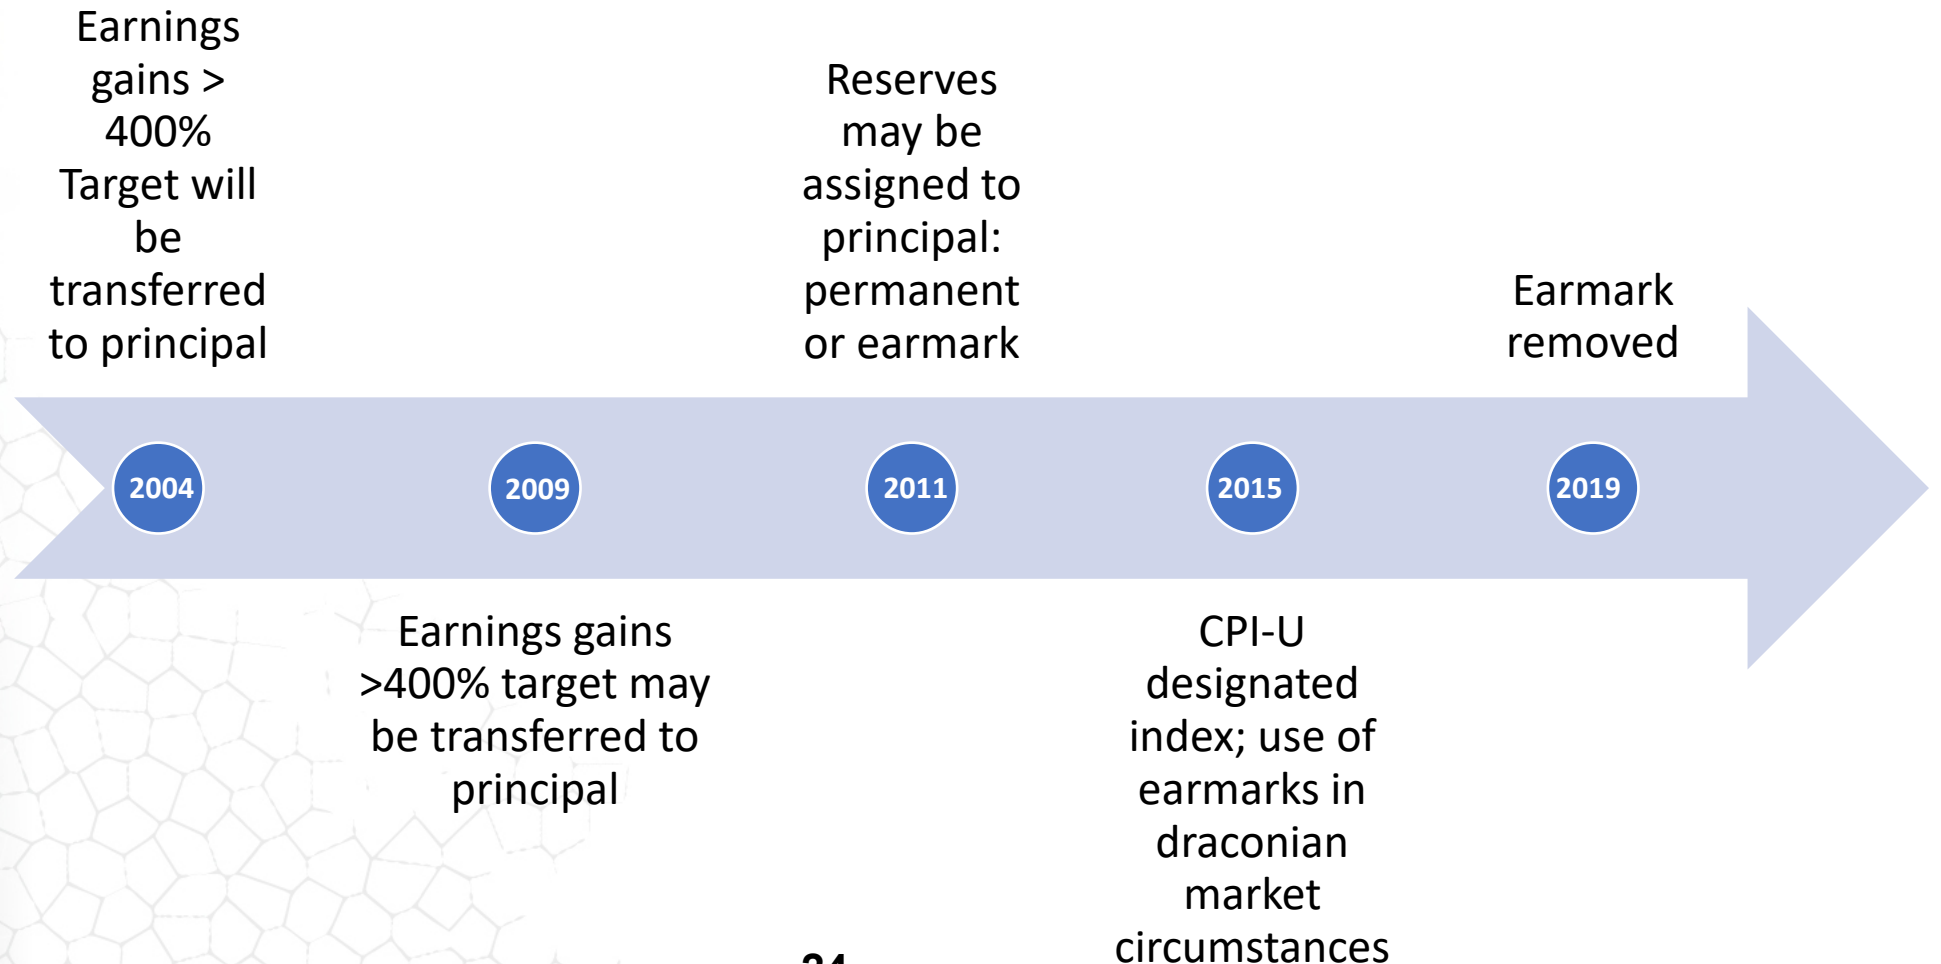 Earnings
gains >
400%
Target will
be
transferred
to principal
Reserves
may be
assigned to
principal:
permanent
or earmark
Earmark
removed
2004
2009
2011
2015
2019
Earnings gains
>400% target may
be transferred to
principal
CPI-U
designated
index; use of
earmarks in
draconian
market
circumstances